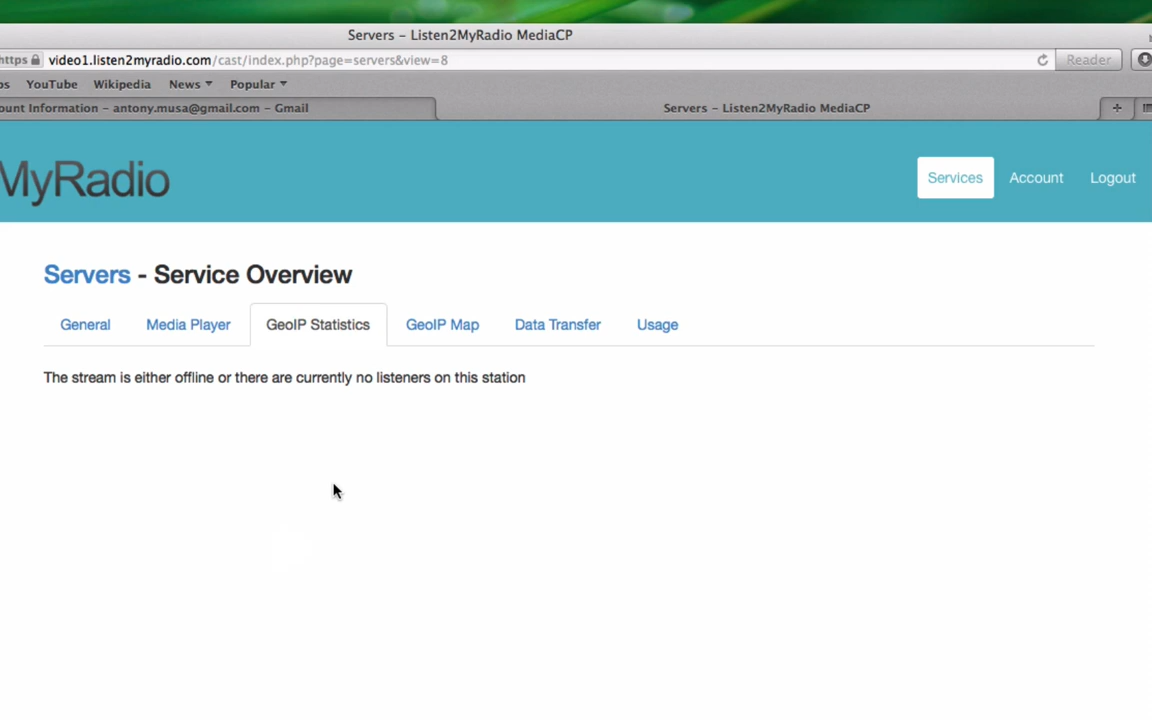 Servers – Listen2MyRadio MediaCP
https video1.listen2myradio.com/cast/index.php?page=servers&view=8 Reader
YouTube Wikipedia News Popular
ount Information – antony.musa@gmail.com – Gmail Servers – Listen2MyRadio MediaCP +
MyRadio Services Account Logout
Servers - Service Overview
General Media Player GeoIP Statistics GeoIP Map Data Transfer Usage
The stream is either offline or there are currently no listeners on this station